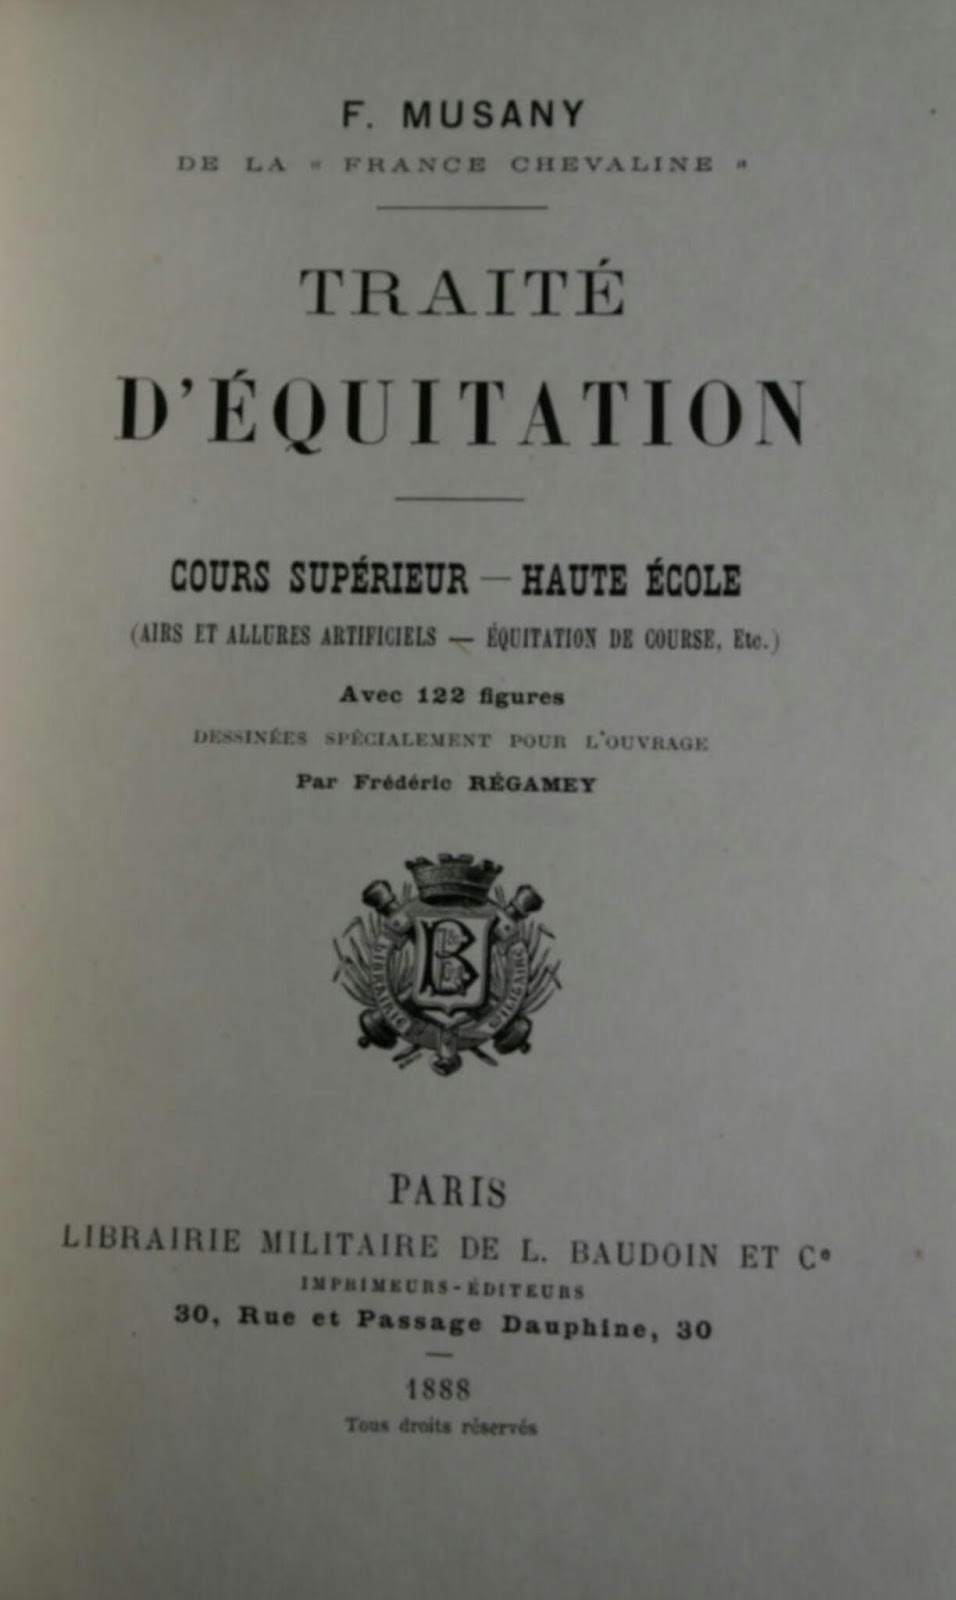 F. MUSANY
DE LA " FRANCE CHEVALINE "
TRAITÉ
D'ÉQUITATION
COURS SUPÉRIEUR — HAUTE ÉCOLE
(AIRS ET ALLURES ARTIFICIELS — ÉQUITATION DE COURSE, Etc.)
Avec 122 figures
DESSINÉES SPÉCIALEMENT POUR L'OUVRAGE
Par Frédéric RÉGAMEY
LIBRAIRIE
B
MILITAIRE
PARIS
LIBRAIRIE MILITAIRE DE L. BAUDOIN ET Cᵉ
IMPRIMEURS-ÉDITEURS
30, Rue et Passage Dauphine, 30
1888
Tous droits réservés